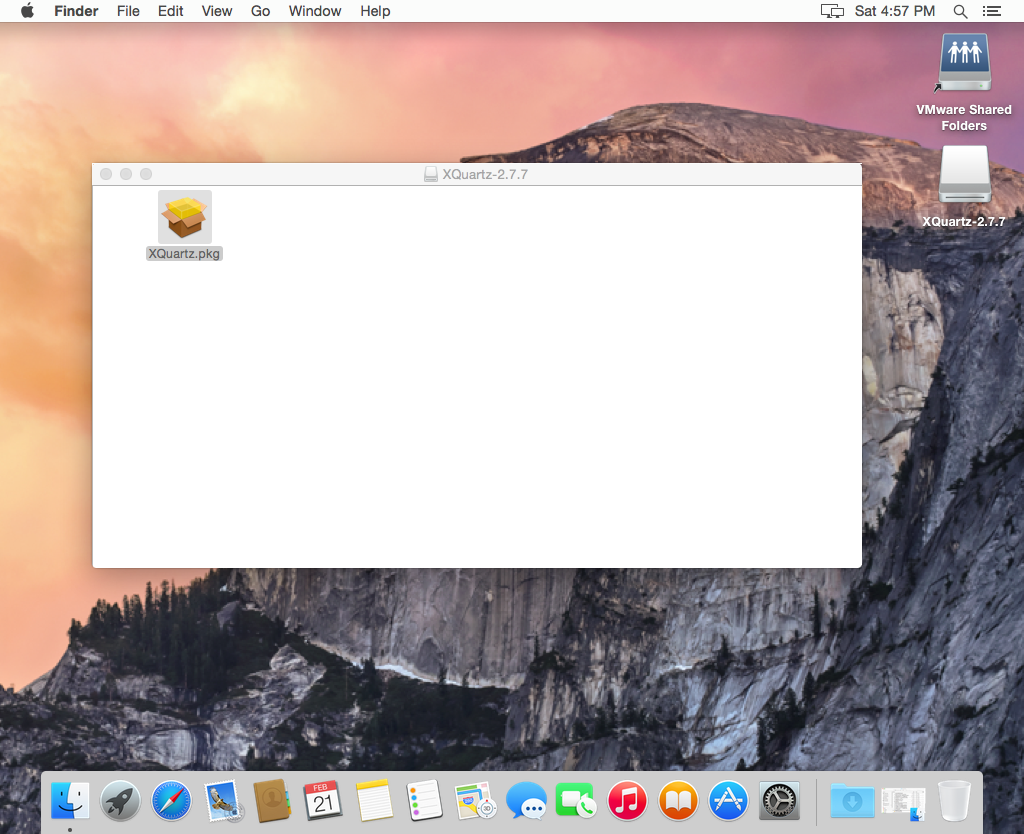 Finder File Edit View Go Window Help Sat 4:57 PM
VMware Shared
Folders
XQuartz-2.7.7
XQuartz-2.7.7
XQuartz.pkg
FEB
21